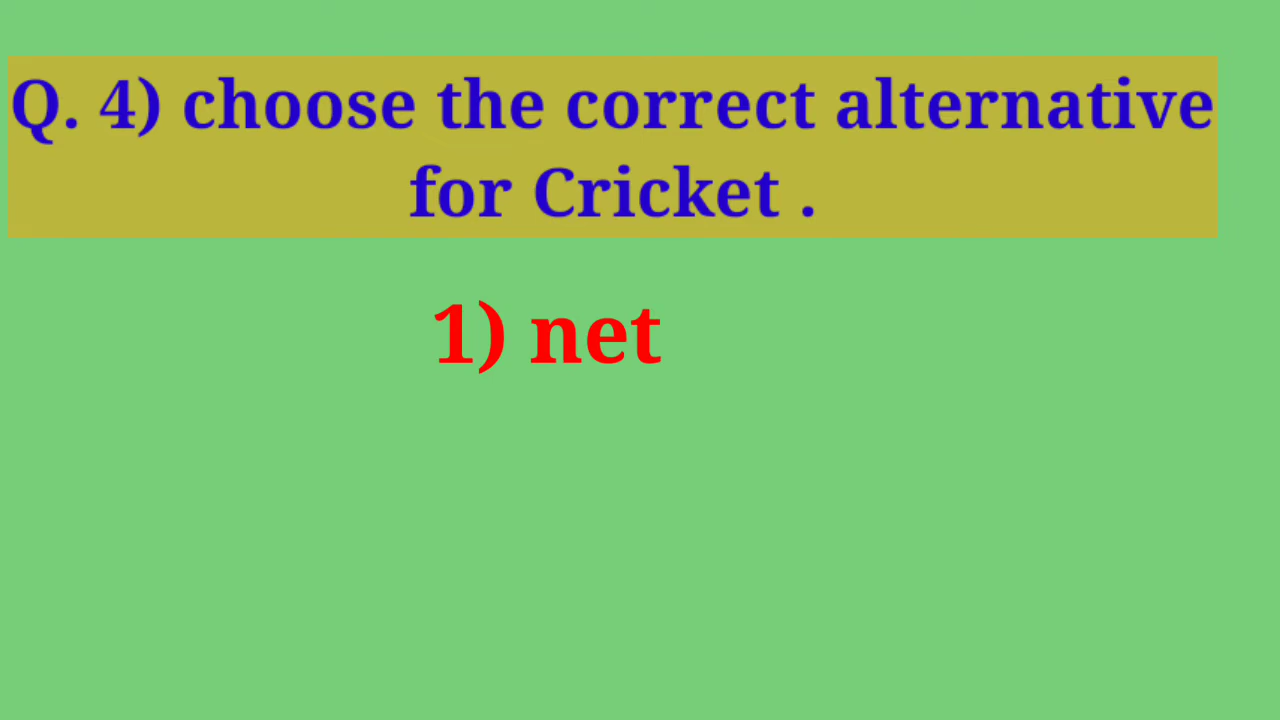 Q. 4) choose the correct alternative
for Cricket .
1) net